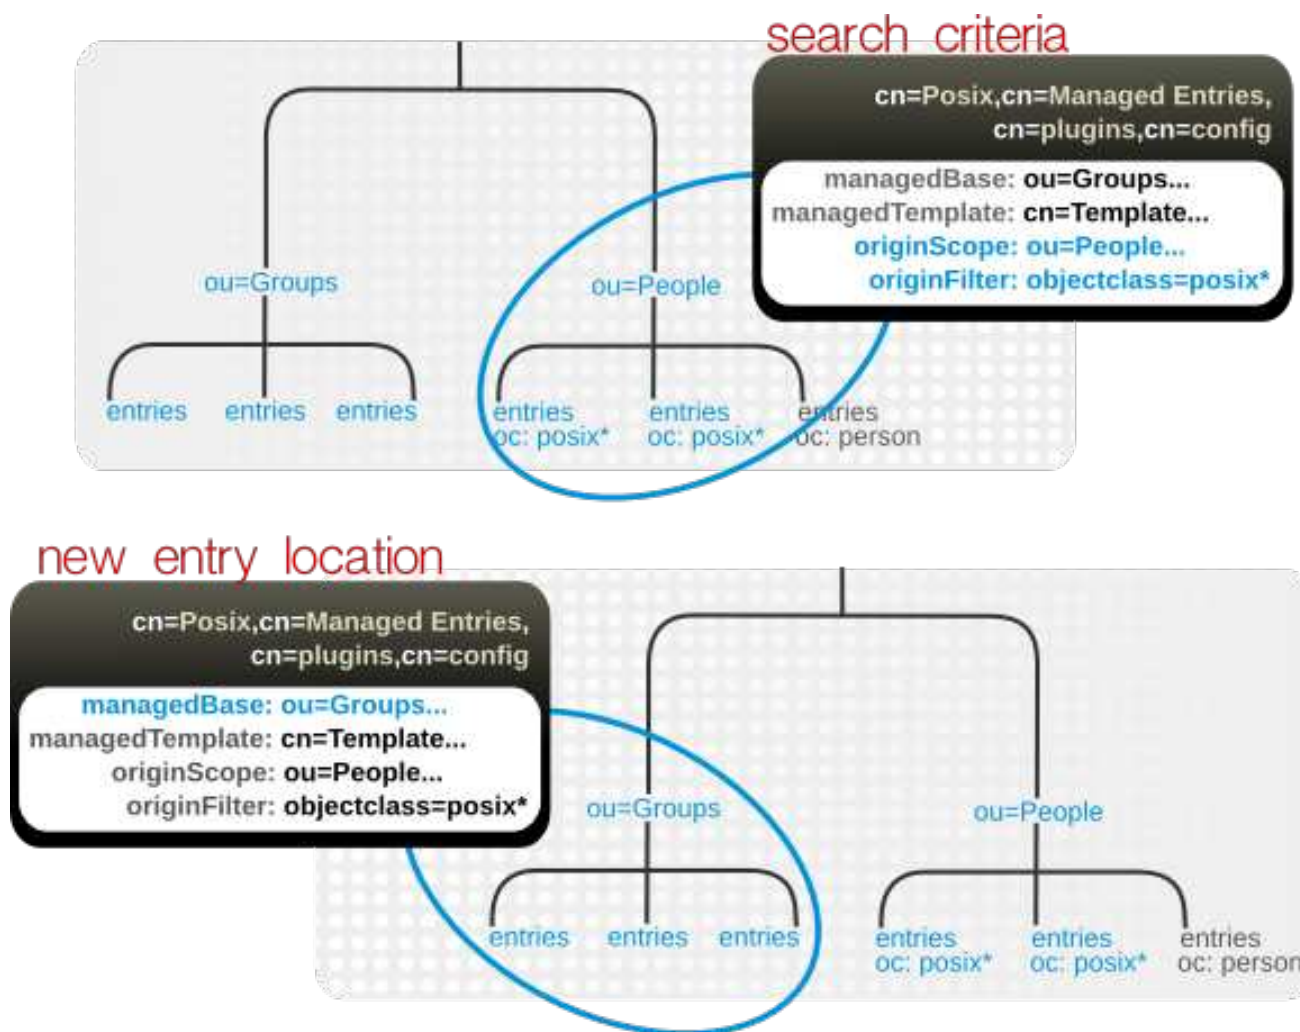 search criteria
cn=Posix,cn=Managed Entries,
cn=plugins,cn=config
managedBase: ou=Groups...
managedTemplate: cn=Template...
originScope: ou=People...
originFilter: objectclass=posix*
ou=Groups
ou=People
entries entries entries
entries entries entries
oc: posix* oc: posix* oc: person
new entry location
cn=Posix,cn=Managed Entries,
cn=plugins,cn=config
managedBase: ou=Groups...
managedTemplate: cn=Template...
originScope: ou=People...
originFilter: objectclass=posix*
ou=Groups
ou=People
entries entries entries
entries entries entries
oc: posix* oc: posix* oc: person